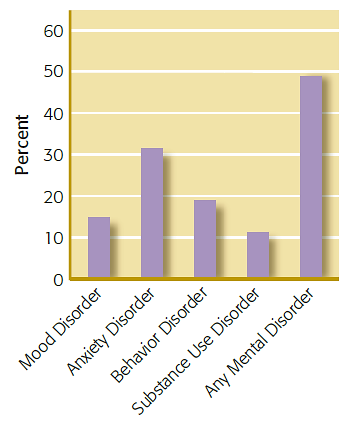 60
50
40
30
20
10
0
Percent
Mood Disorder
Anxiety Disorder
Behavior Disorder
Substance Use Disorder
Any Mental Disorder